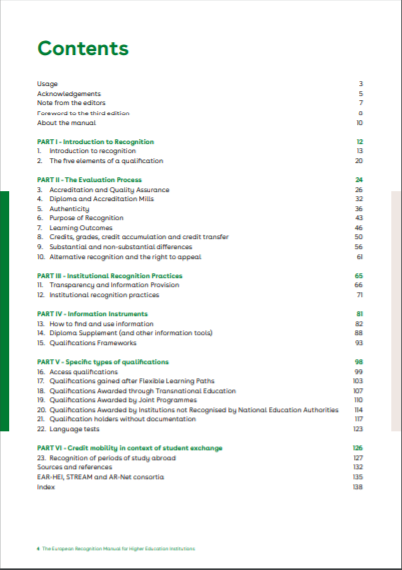 Contents
Usage 3
Acknowledgements 5
Note from the editors 7
Foreword to the third edition 8
About the manual 10
PART I - Introduction to Recognition 12
1. Introduction to recognition 13
2. The five elements of a qualification 20
PART II - The Evaluation Process 24
3. Accreditation and Quality Assurance 26
4. Diploma and Accreditation Mills 32
5. Authenticity 36
6. Purpose of Recognition 43
7. Learning Outcomes 46
8. Credits, grades, credit accumulation and credit transfer 50
9. Substantial and non-substantial differences 56
10. Alternative recognition and the right to appeal 61
PART III - Institutional Recognition Practices 65
11. Transparency and Information Provision 66
12. Institutional recognition practices 71
PART IV - Information Instruments 81
13. How to find and use information 82
14. Diploma Supplement (and other information tools) 88
15. Qualifications Frameworks 93
PART V - Specific types of qualifications 98
16. Access qualifications 99
17. Qualifications gained after Flexible Learning Paths 103
18. Qualifications Awarded through Transnational Education 107
19. Qualifications Awarded by Joint Programmes 110
20. Qualifications Awarded by Institutions not Recognised by National Education Authorities 114
21. Qualification holders without documentation 117
22. Language tests 123
PART VI - Credit mobility in context of student exchange 126
23. Recognition of periods of study abroad 127
Sources and references 132
EAR-HEI, STREAM and AR-Net consortia 135
Index 138
4 The European Recognition Manual for Higher Education Institutions